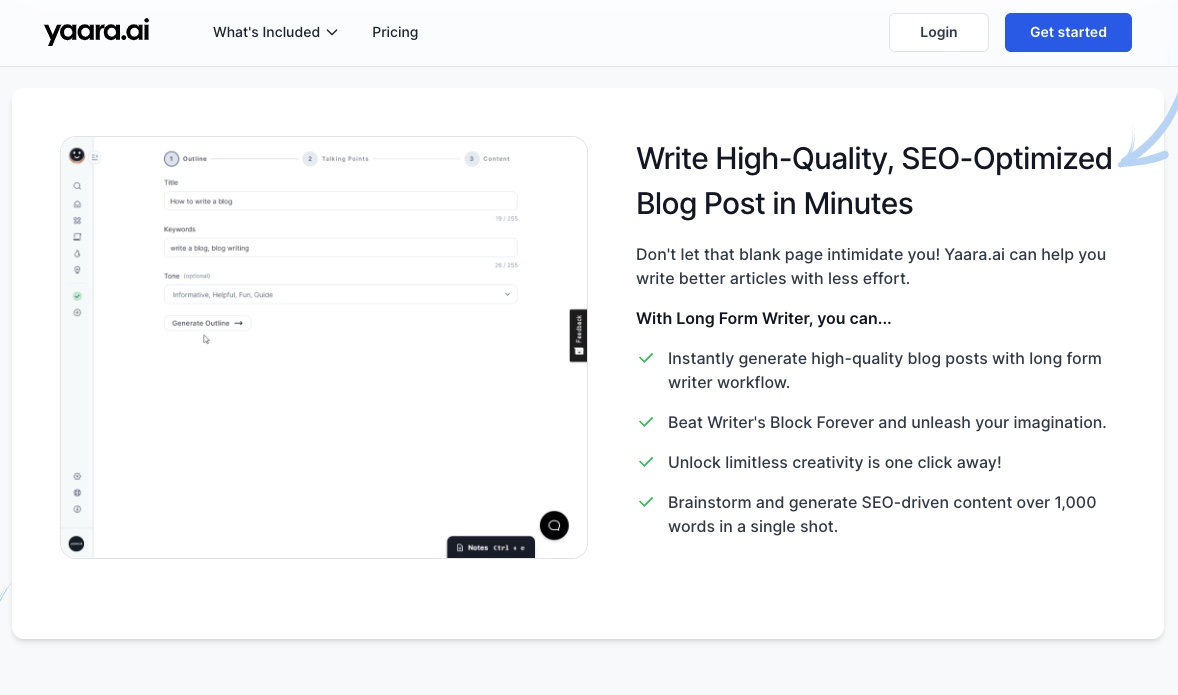 yaara.ai
What's Included
Pricing
Login
Get started
1 Outline
2 Talking Points
3 Content
Title
How to write a blog
19 / 255
Keywords
write a blog, blog writing
26 / 255
Tone (optional)
Informative, Helpful, Fun, Guide
Generate Outline →
Feedback
Notes Ctrl + e
Write High-Quality, SEO-Optimized
Blog Post in Minutes
Don't let that blank page intimidate you! Yaara.ai can help you
write better articles with less effort.
With Long Form Writer, you can...
Instantly generate high-quality blog posts with long form
writer workflow.
Beat Writer's Block Forever and unleash your imagination.
Unlock limitless creativity is one click away!
Brainstorm and generate SEO-driven content over 1,000
words in a single shot.